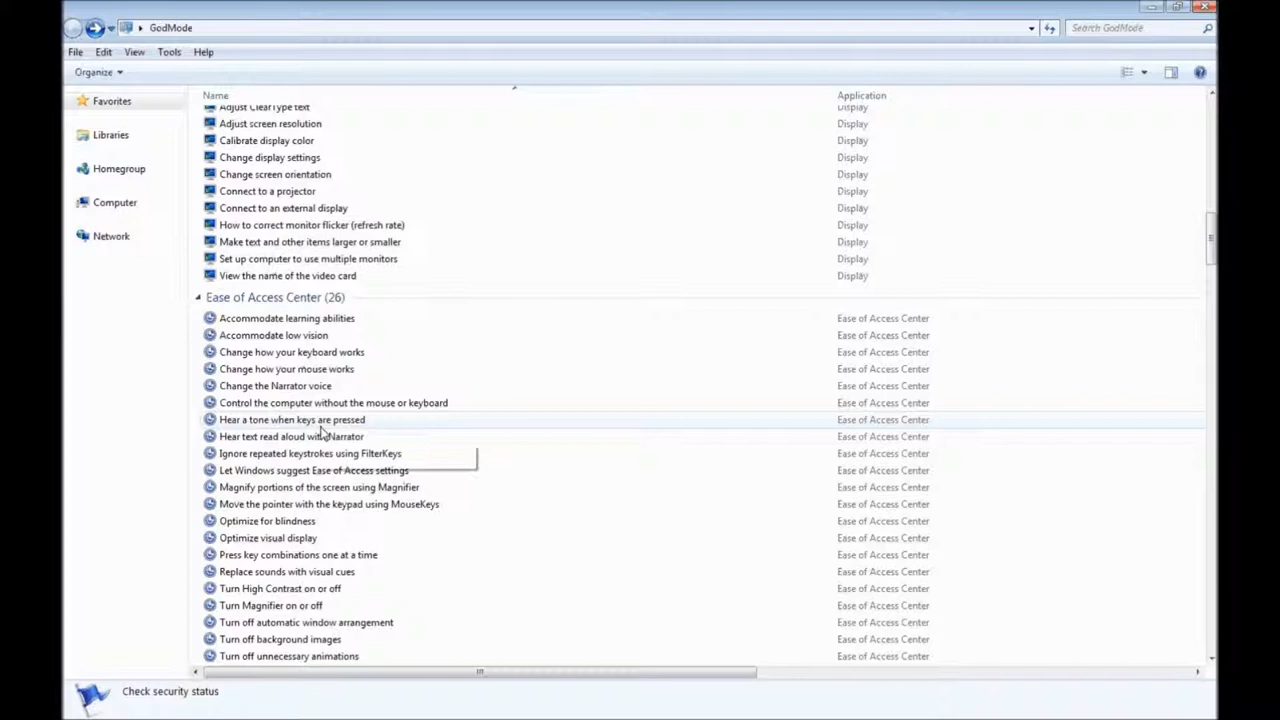 GodMode
Search GodMode
File Edit View Tools Help
Organize
Favorites
Libraries
Homegroup
Computer
Network
Name Application
Adjust ClearType text Display
Adjust screen resolution Display
Calibrate display color Display
Change display settings Display
Change screen orientation Display
Connect to a projector Display
Connect to an external display Display
How to correct monitor flicker (refresh rate) Display
Make text and other items larger or smaller Display
Set up computer to use multiple monitors Display
View the name of the video card Display
Ease of Access Center (26)
Accommodate learning abilities Ease of Access Center
Accommodate low vision Ease of Access Center
Change how your keyboard works Ease of Access Center
Change how your mouse works Ease of Access Center
Change the Narrator voice Ease of Access Center
Control the computer without the mouse or keyboard Ease of Access Center
Hear a tone when keys are pressed Ease of Access Center
Hear text read aloud with Narrator Ease of Access Center
Ignore repeated keystrokes using FilterKeys Ease of Access Center
Let Windows suggest Ease of Access settings Ease of Access Center
Magnify portions of the screen using Magnifier Ease of Access Center
Move the pointer with the keypad using MouseKeys Ease of Access Center
Optimize for blindness Ease of Access Center
Optimize visual display Ease of Access Center
Press key combinations one at a time Ease of Access Center
Replace sounds with visual cues Ease of Access Center
Turn High Contrast on or off Ease of Access Center
Turn Magnifier on or off Ease of Access Center
Turn off automatic window arrangement Ease of Access Center
Turn off background images Ease of Access Center
Turn off unnecessary animations Ease of Access Center
Check security status